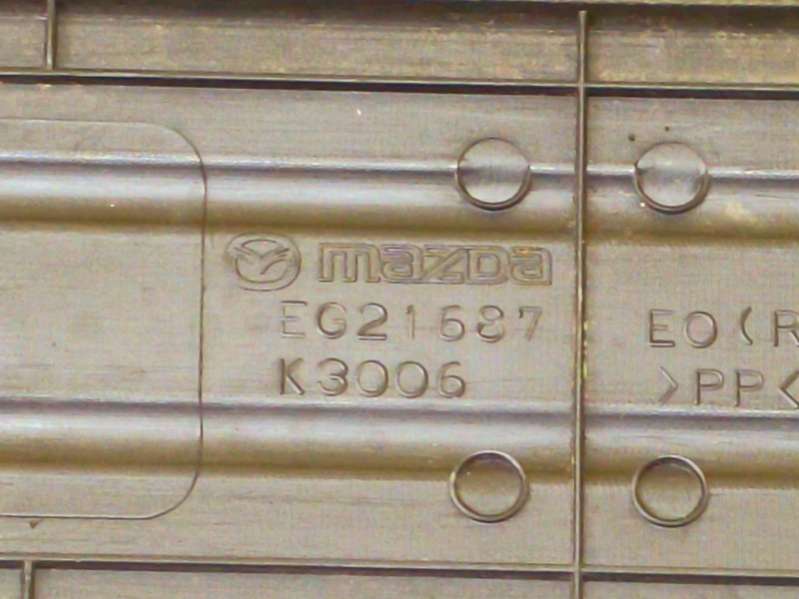 mazda
EG21687
K3006
EO(R
>PP<